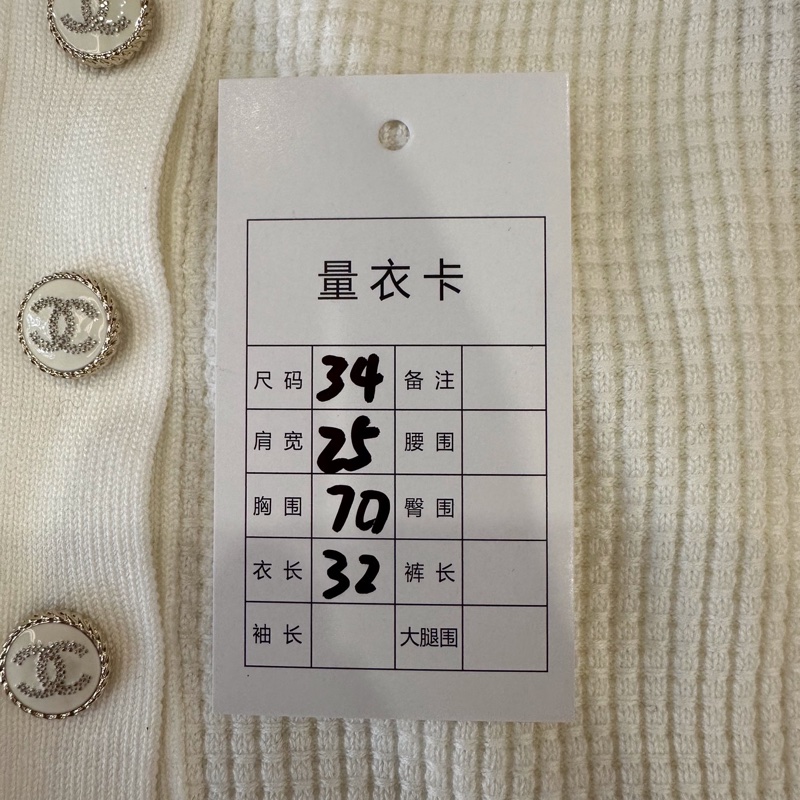 量衣卡
尺码 34 备注
肩宽 25 腰围
胸围 70 臀围
衣长 32 裤长
袖长 大腿围